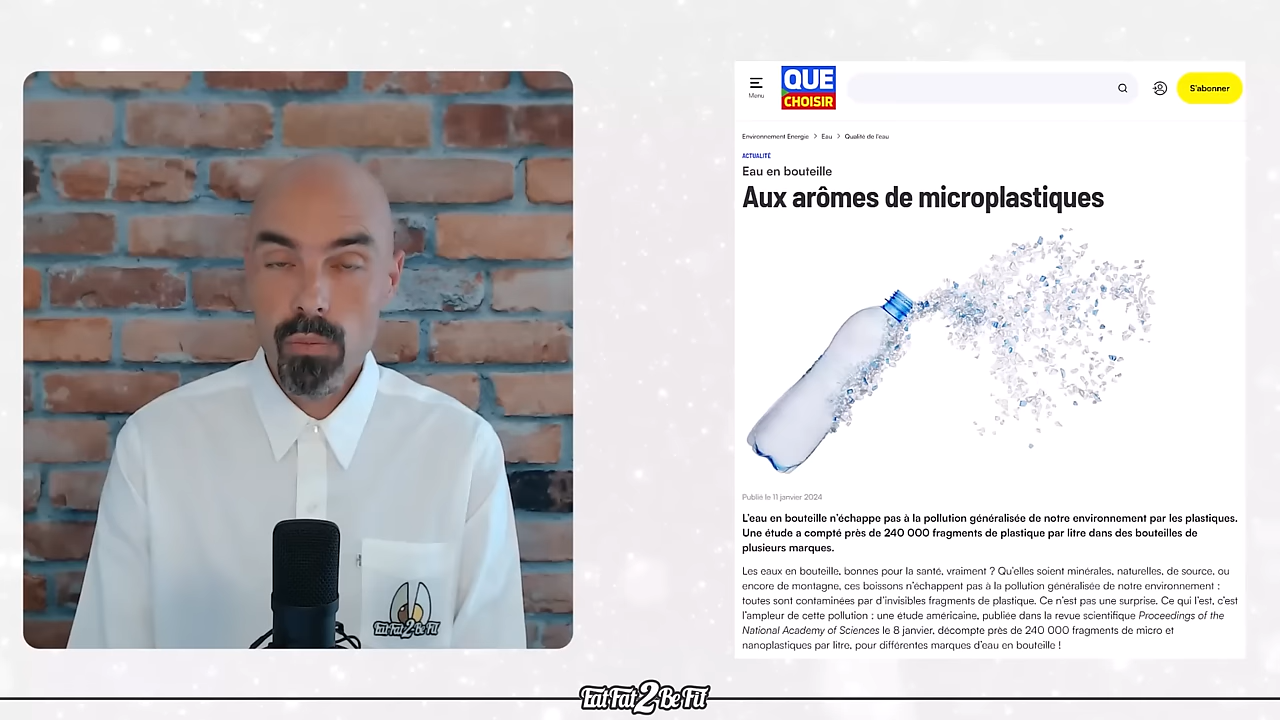 QUE
CHOISIR
Menu
S'abonner
Environnement Energie > Eau > Qualité de l'eau
ACTUALITÉ
Eau en bouteille
Aux arômes de microplastiques
Publié le 11 janvier 2024
L'eau en bouteille n'échappe pas à la pollution généralisée de notre environnement par les plastiques.
Une étude a compté près de 240 000 fragments de plastique par litre dans des bouteilles de
plusieurs marques.
Les eaux en bouteille, bonnes pour la santé, vraiment ? Qu'elles soient minérales, naturelles, de source, ou
encore de montagne, ces boissons n'échappent pas à la pollution généralisée de notre environnement :
toutes sont contaminées par d'invisibles fragments de plastique. Ce n'est pas une surprise. Ce qui l'est, c'est
l'ampleur de cette pollution : une étude américaine, publiée dans la revue scientifique Proceedings of the
National Academy of Sciences le 8 janvier, décompte près de 240 000 fragments de micro et
nanoplastiques par litre, pour différentes marques d'eau en bouteille !
Eat Fat 2 Be Fit
Eat Fat 2 Be Fit